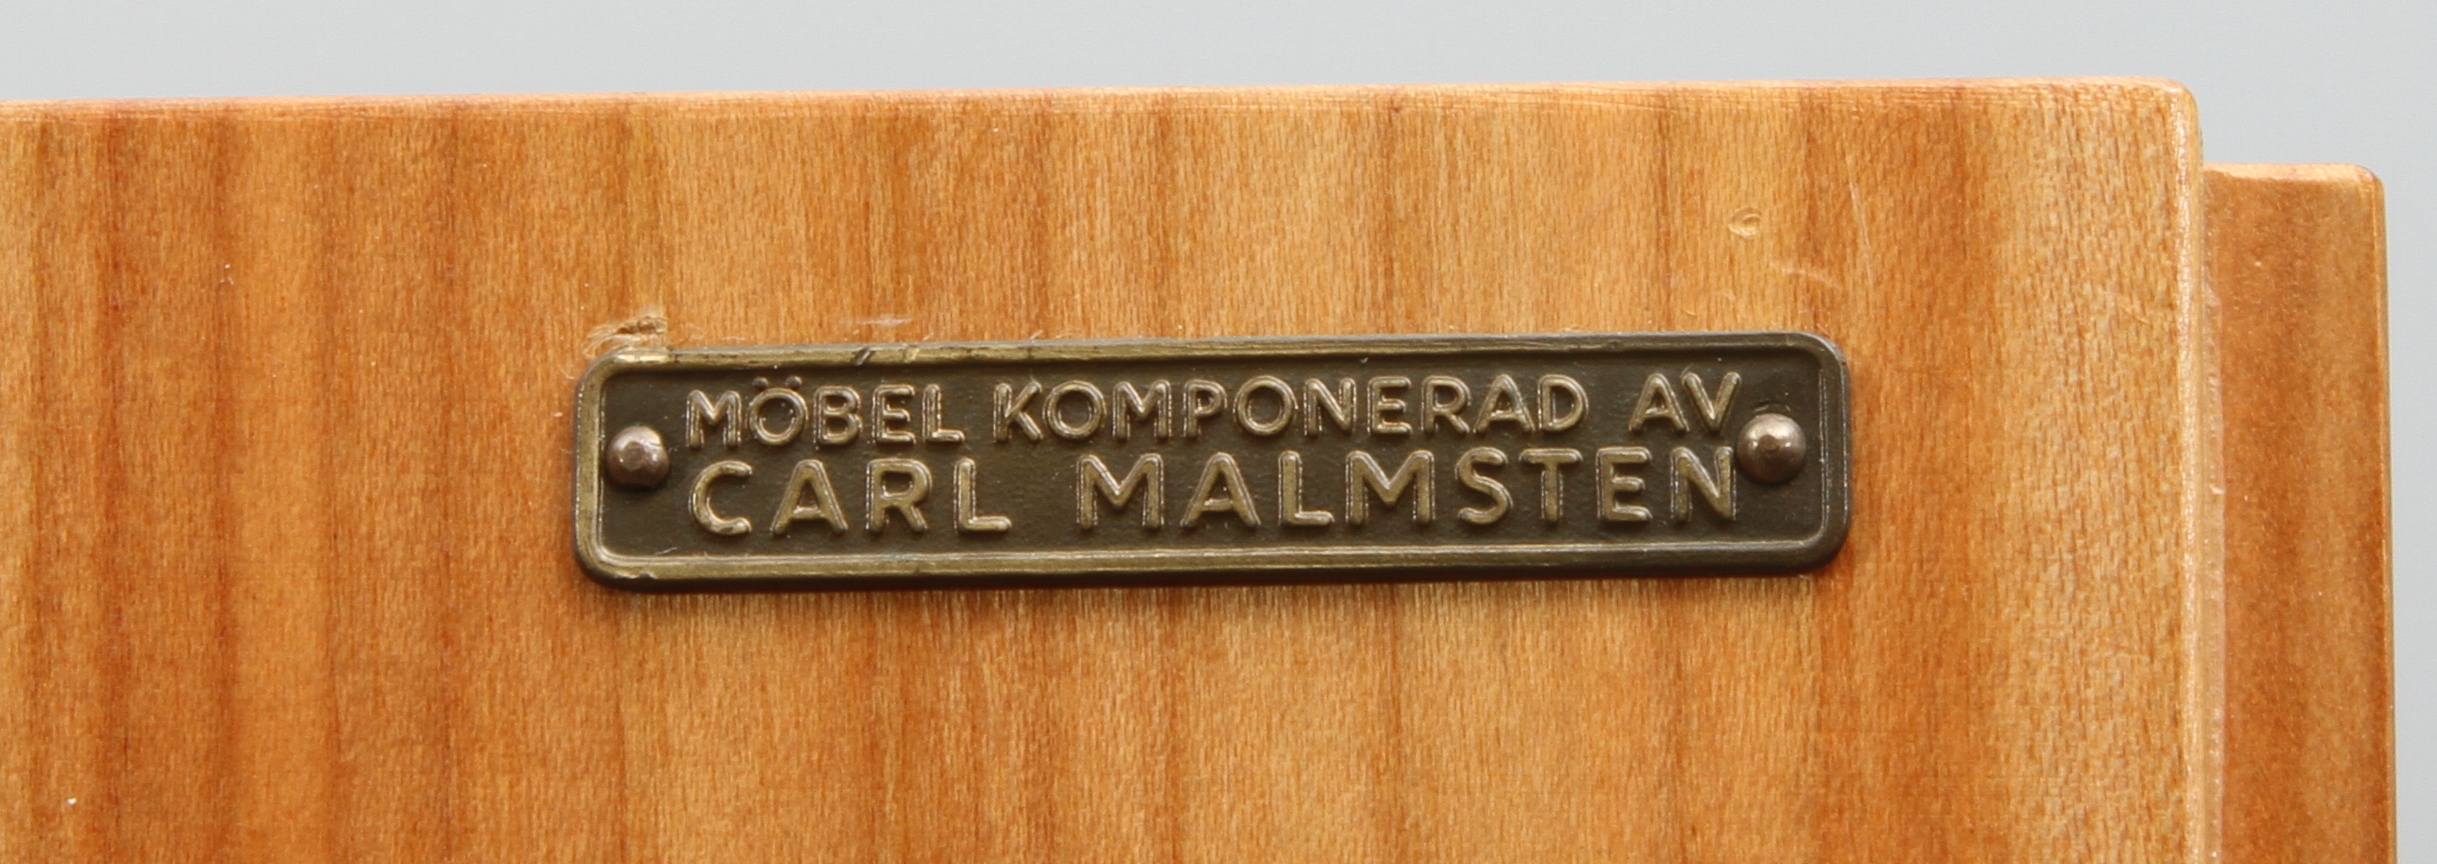 MÖBEL KOMPONERAD AV
CARL MALMSTEN